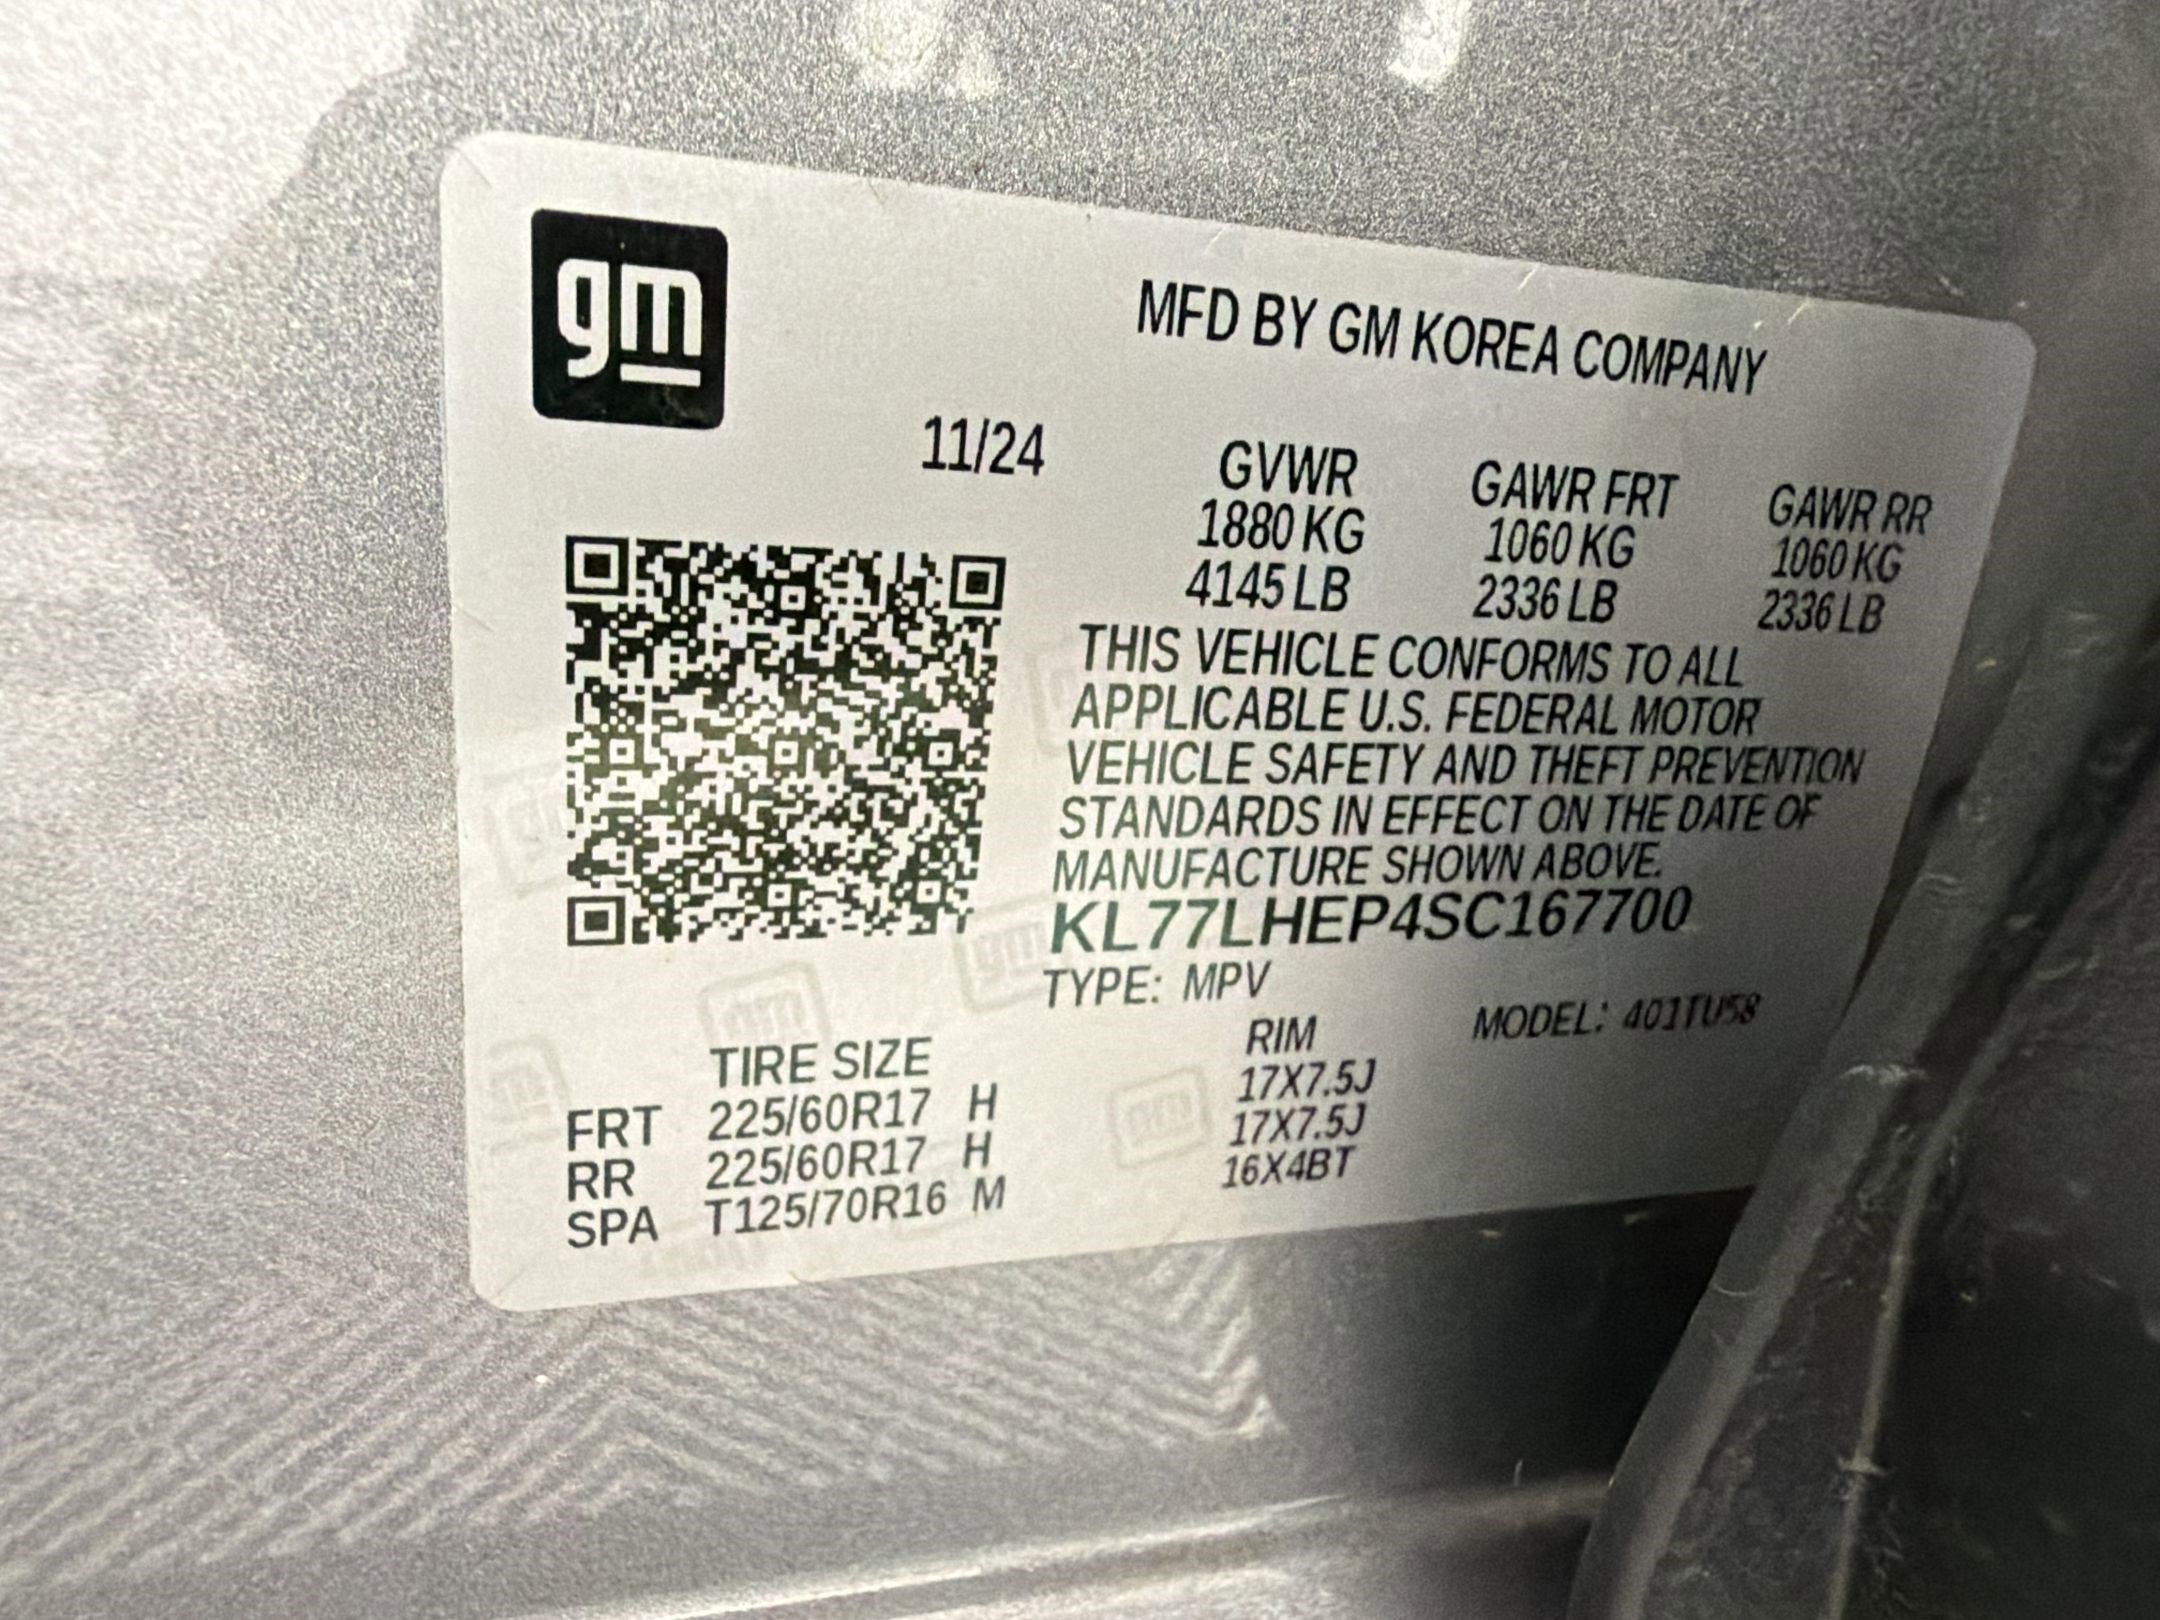 gm
MFD BY GM KOREA COMPANY
11/24
GVWR GAWR FRT GAWR RR
1880 KG 1060 KG 1060 KG
4145 LB 2336 LB 2336 LB
THIS VEHICLE CONFORMS TO ALL
APPLICABLE U.S. FEDERAL MOTOR
VEHICLE SAFETY AND THEFT PREVENTION
STANDARDS IN EFFECT ON THE DATE OF
MANUFACTURE SHOWN ABOVE.
KL77LHEP4SC167700
TYPE: MPV MODEL: 401TU58
TIRE SIZE RIM
FRT 225/60R17 H 17X7.5J
RR 225/60R17 H 17X7.5J
SPA T125/70R16 M 16X4BT